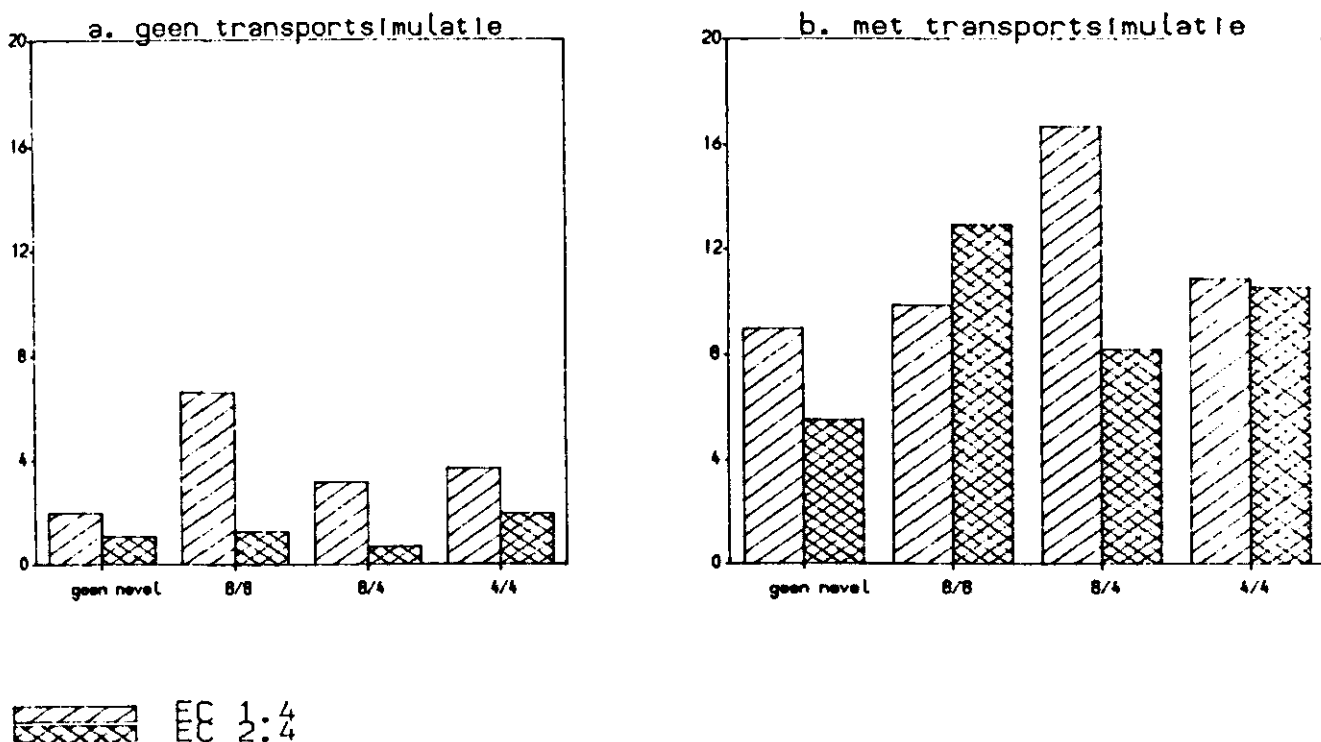 a. geen transportsimulatie
20
16
12
8
4
0
geen nevel 8/8 8/4 4/4
b. met transportsimulatie
20
16
12
8
4
0
geen nevel 8/8 8/4 4/4
EC 1.4
EC 2.4